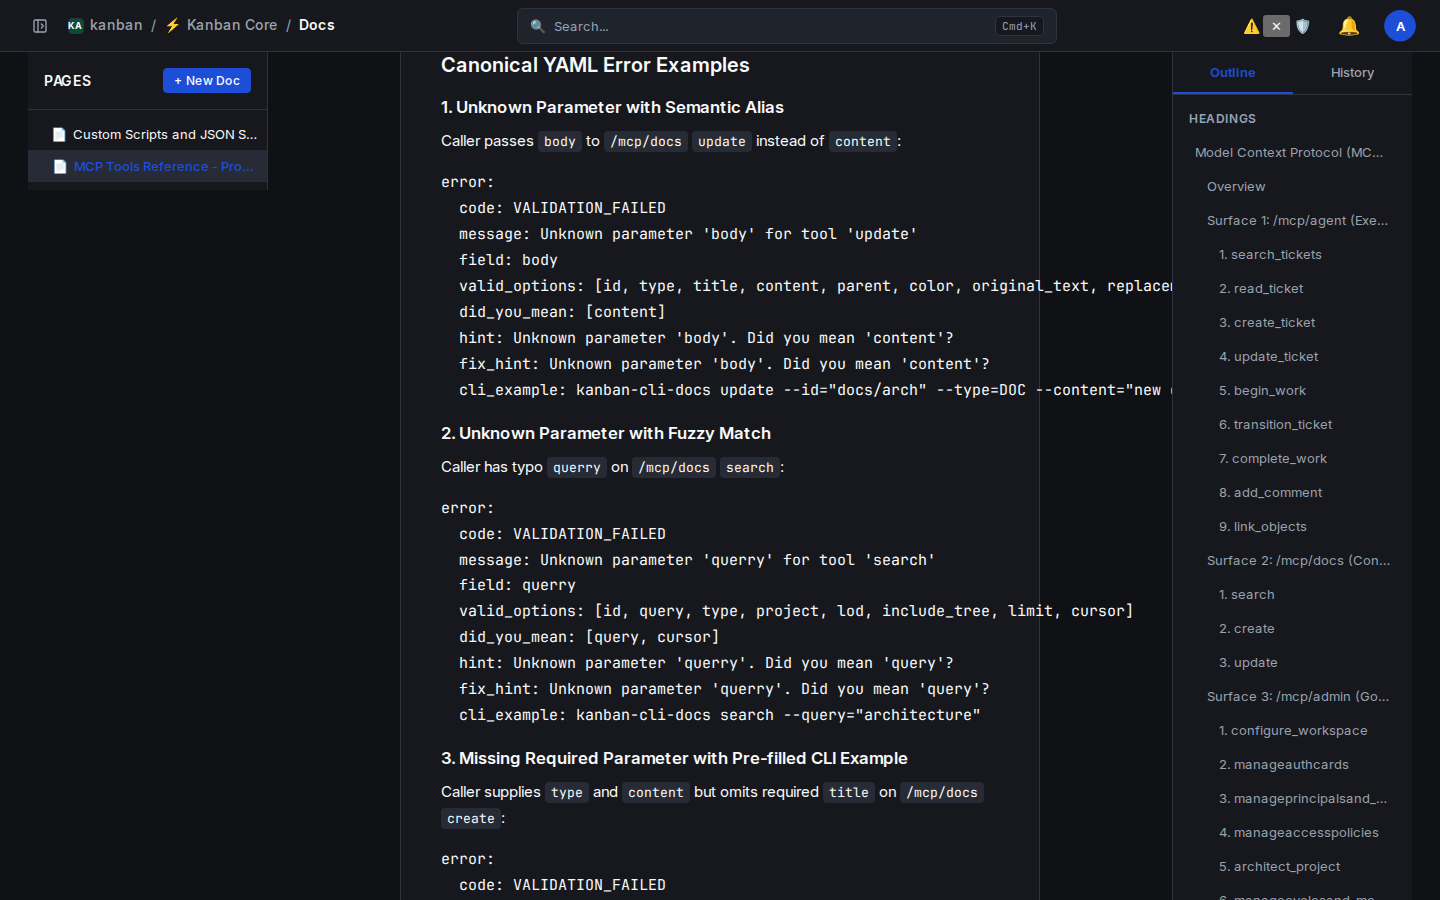 KA kanban / ⚡ Kanban Core / Docs
Search...
Cmd+K
A
PAGES
+ New Doc
Custom Scripts and JSON S...
MCP Tools Reference - Pro...
Canonical YAML Error Examples
1. Unknown Parameter with Semantic Alias
Caller passes body to /mcp/docs update instead of content:
error:
code: VALIDATION_FAILED
message: Unknown parameter 'body' for tool 'update'
field: body
valid_options: [id, type, title, content, parent, color, original_text,
did_you_mean: [content]
hint: Unknown parameter 'body'. Did you mean 'content'?
fix_hint: Unknown parameter 'body'. Did you mean 'content'?
cli_example: kanban-cli-docs update --id="docs/arch" --type=DOC --content="new
2. Unknown Parameter with Fuzzy Match
Caller has typo querry on /mcp/docs search:
error:
code: VALIDATION_FAILED
message: Unknown parameter 'querry' for tool 'search'
field: querry
valid_options: [id, query, type, project, lod, include_tree, limit, cursor]
did_you_mean: [query, cursor]
hint: Unknown parameter 'querry'. Did you mean 'query'?
fix_hint: Unknown parameter 'querry'. Did you mean 'query'?
cli_example: kanban-cli-docs search --query="architecture"
3. Missing Required Parameter with Pre-filled CLI Example
Caller supplies type and content but omits required title on /mcp/docs
create:
error:
code: VALIDATION_FAILED
Outline
History
HEADINGS
Model Context Protocol (MC...
Overview
Surface 1: /mcp/agent (Exe...
1. search_tickets
2. read_ticket
3. create_ticket
4. update_ticket
5. begin_work
6. transition_ticket
7. complete_work
8. add_comment
9. link_objects
Surface 2: /mcp/docs (Con...
1. search
2. create
3. update
Surface 3: /mcp/admin (Go...
1. configure_workspace
2. manageauthcards
3. manageprincipalsand_...
4. manageaccesspolicies
5. architect_project